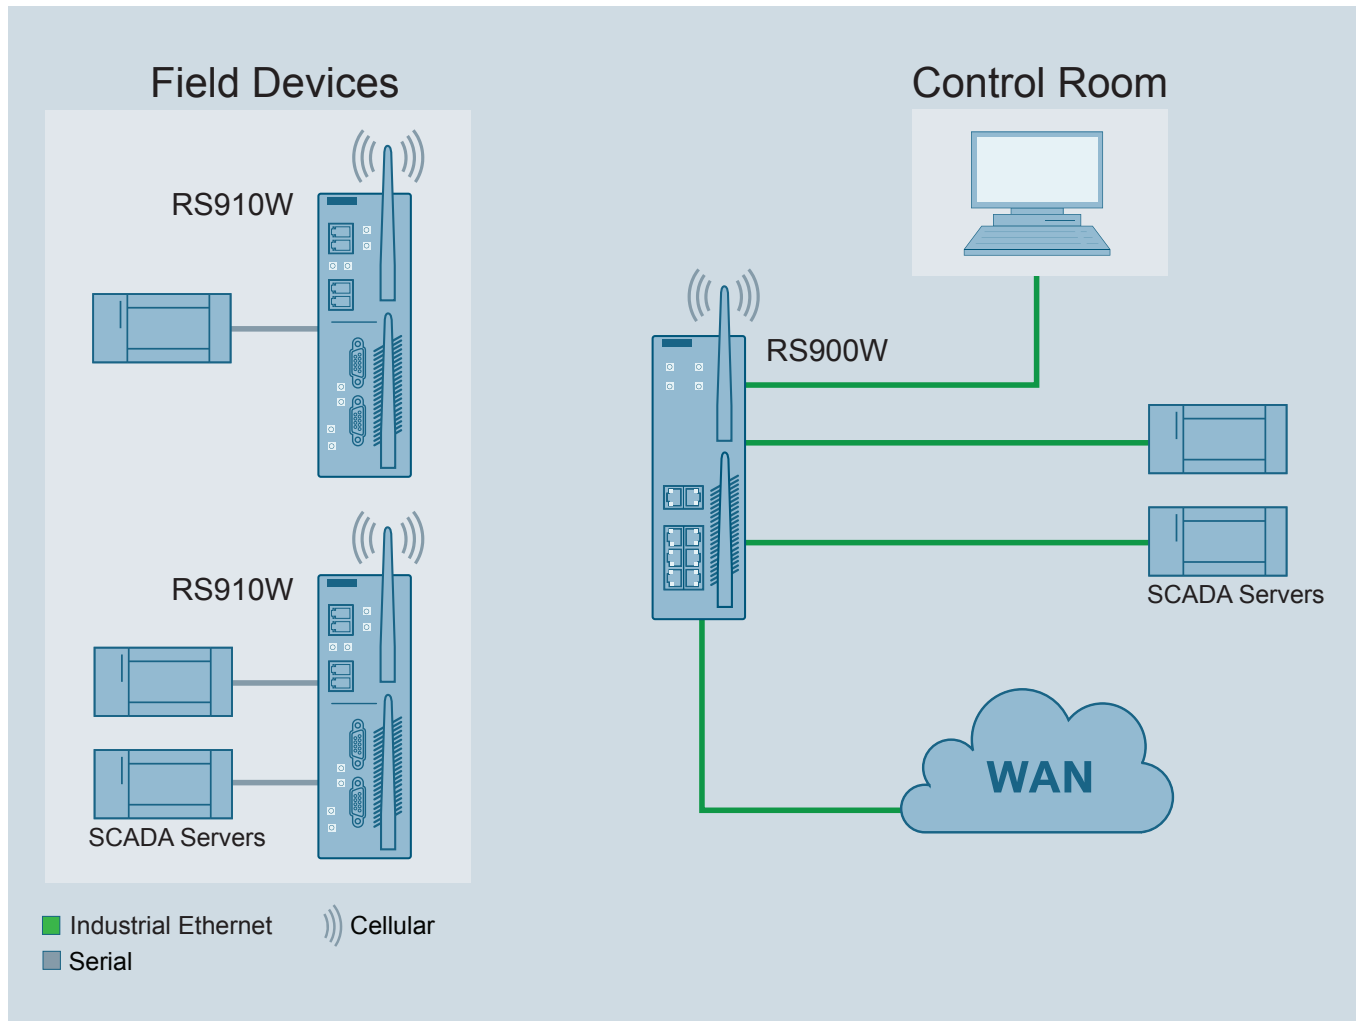 Field Devices
Control Room
RS910W
RS900W
RS910W
SCADA Servers
SCADA Servers
WAN
Industrial Ethernet
Cellular
Serial